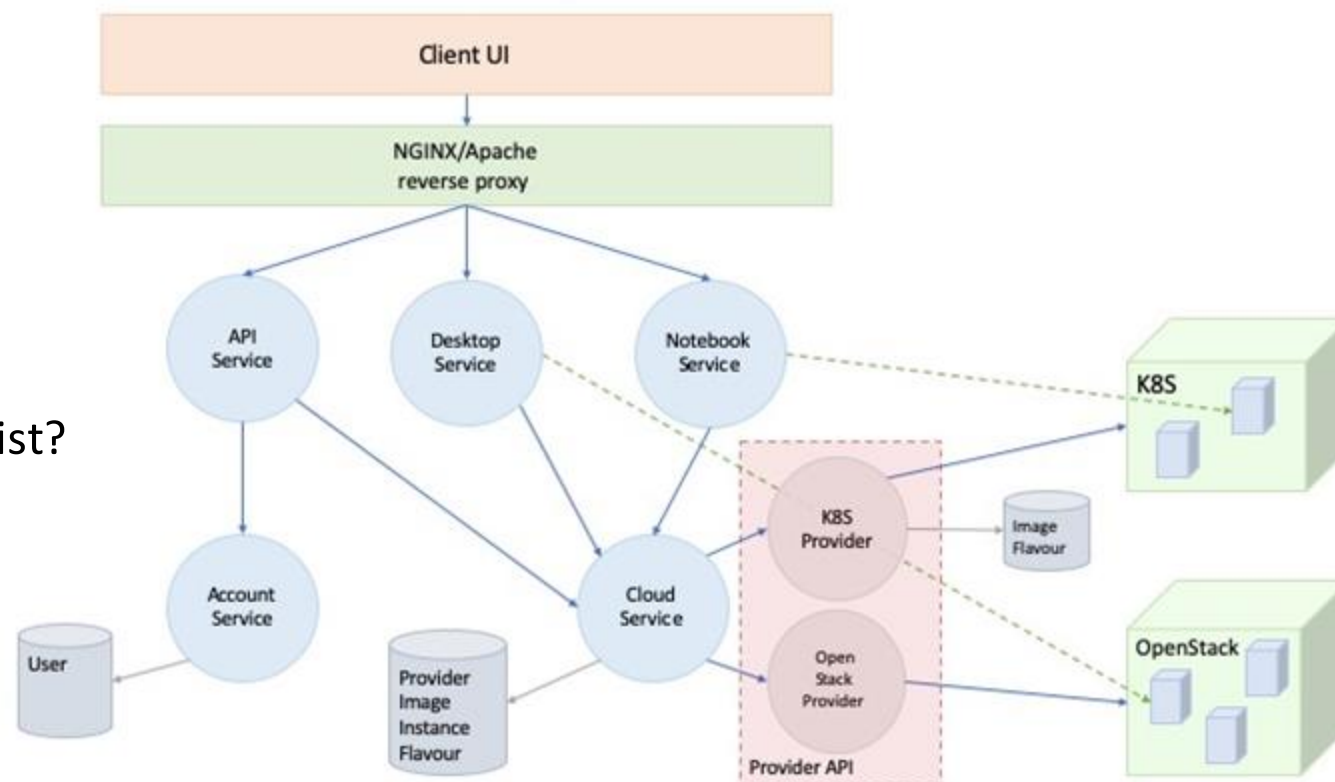 Client UI
NGINX/Apache
reverse proxy
API
Service
Desktop
Service
Notebook
Service
K8S
ist?
K8S
Provider
Image
Flavour
Account
Service
Cloud
Service
User
Provider
Image
Instance
Flavour
Open
Stack
Provider
OpenStack
Provider API